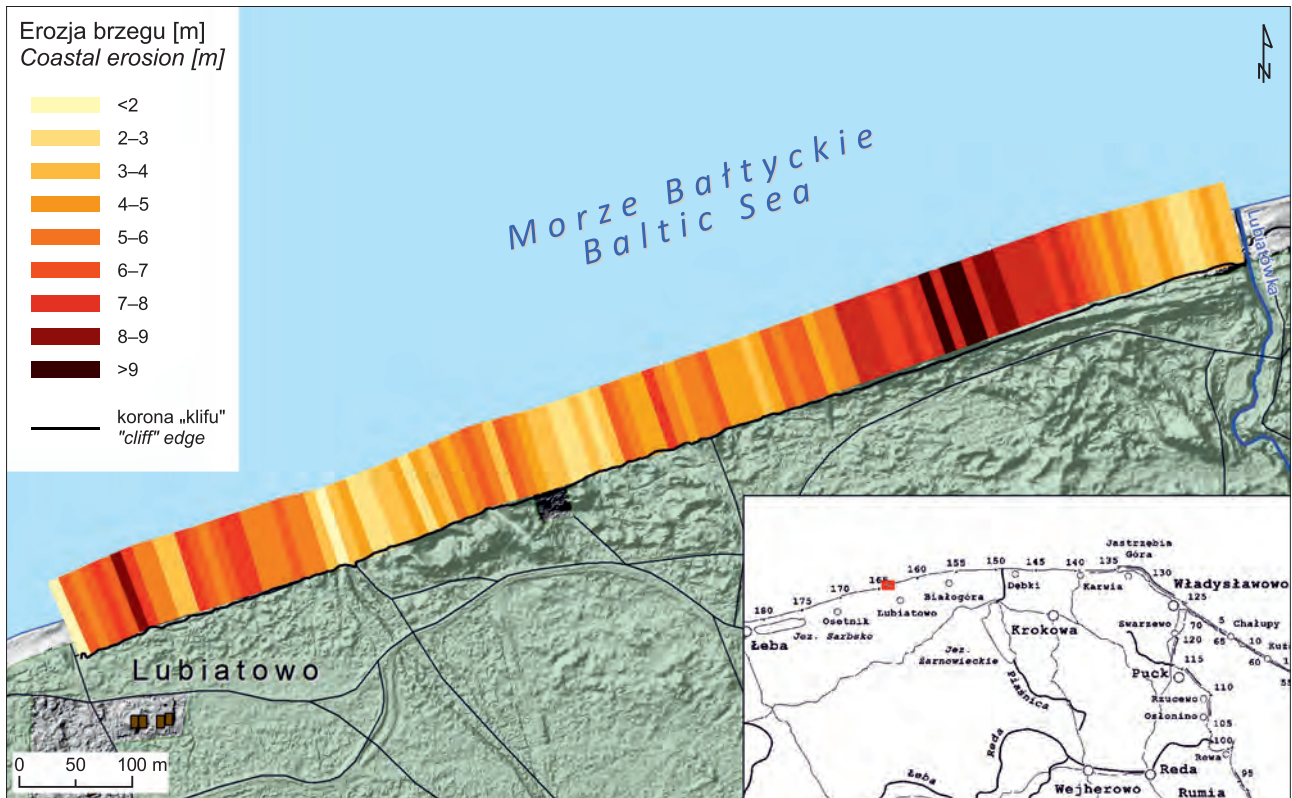 Erozja brzegu [m]
Coastal erosion [m]
<2
2–3
3–4
4–5
5–6
6–7
7–8
8–9
>9
korona „klifu"
"cliff" edge
N
Morze Bałtyckie
Baltic Sea
Lubiatówka
Lubiatowo
0 50 100 m
Jastrzębia
Góra
180
175
170
165
160
155
150
145
140
135
130
Władysławowo
125
Łeba
Jez. Sarbsko
Osetnik
Lubiatowo
Białogóra
Dębki
Karwia
Krokowa
Swarzewo
70
120
5
65
Chałupy
10
60
Jez.
Żarnowieckie
Piaśnica
115
Puck
110
Rzucewo
Osłonino
105
100
Rewa
95
Reda
Łeba
Reda
Wejherowo
Rumia